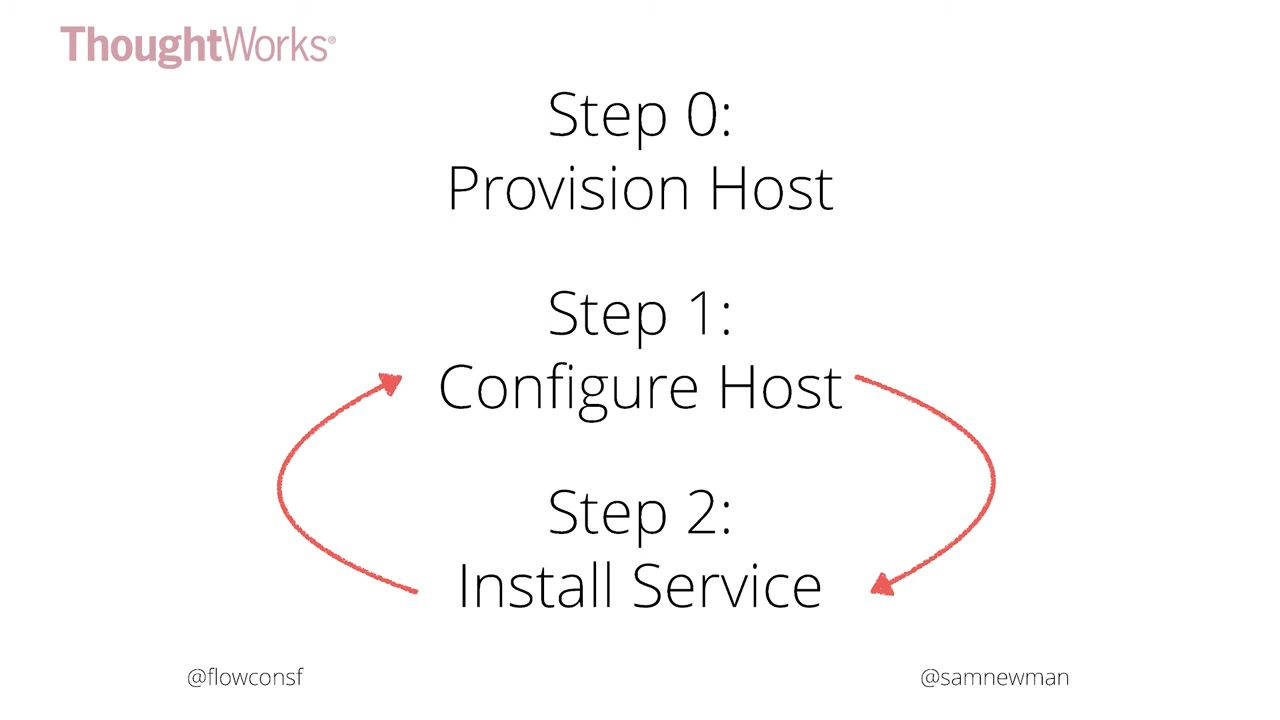 ThoughtWorks®
Step 0:
Provision Host
Step 1:
Configure Host
Step 2:
Install Service
@flowconsf
@samnewman